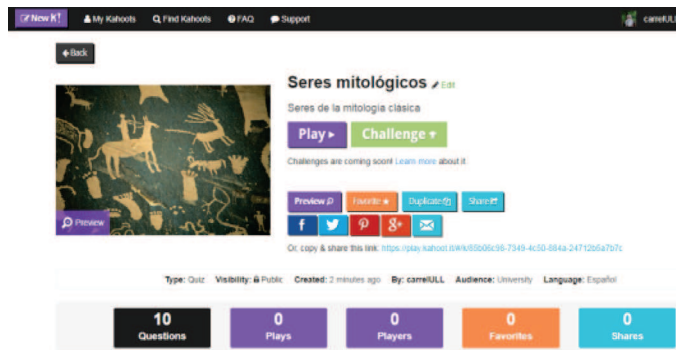 New K! My Kahoots Find Kahoots FAQ Support
Back
Seres mitológicos Edit
Seres de la mitología clásica
Play Challenge
Challenges are coming soon! Learn more about it
Preview Favorite Duplicate Share
Preview
Or, copy & share this link:
Type: Quiz Visibility: Public Created: 2 minutes ago By: carrelULL Audience: University Language: Español
10 0 0 0 0
Questions Plays Players Favorites Shares